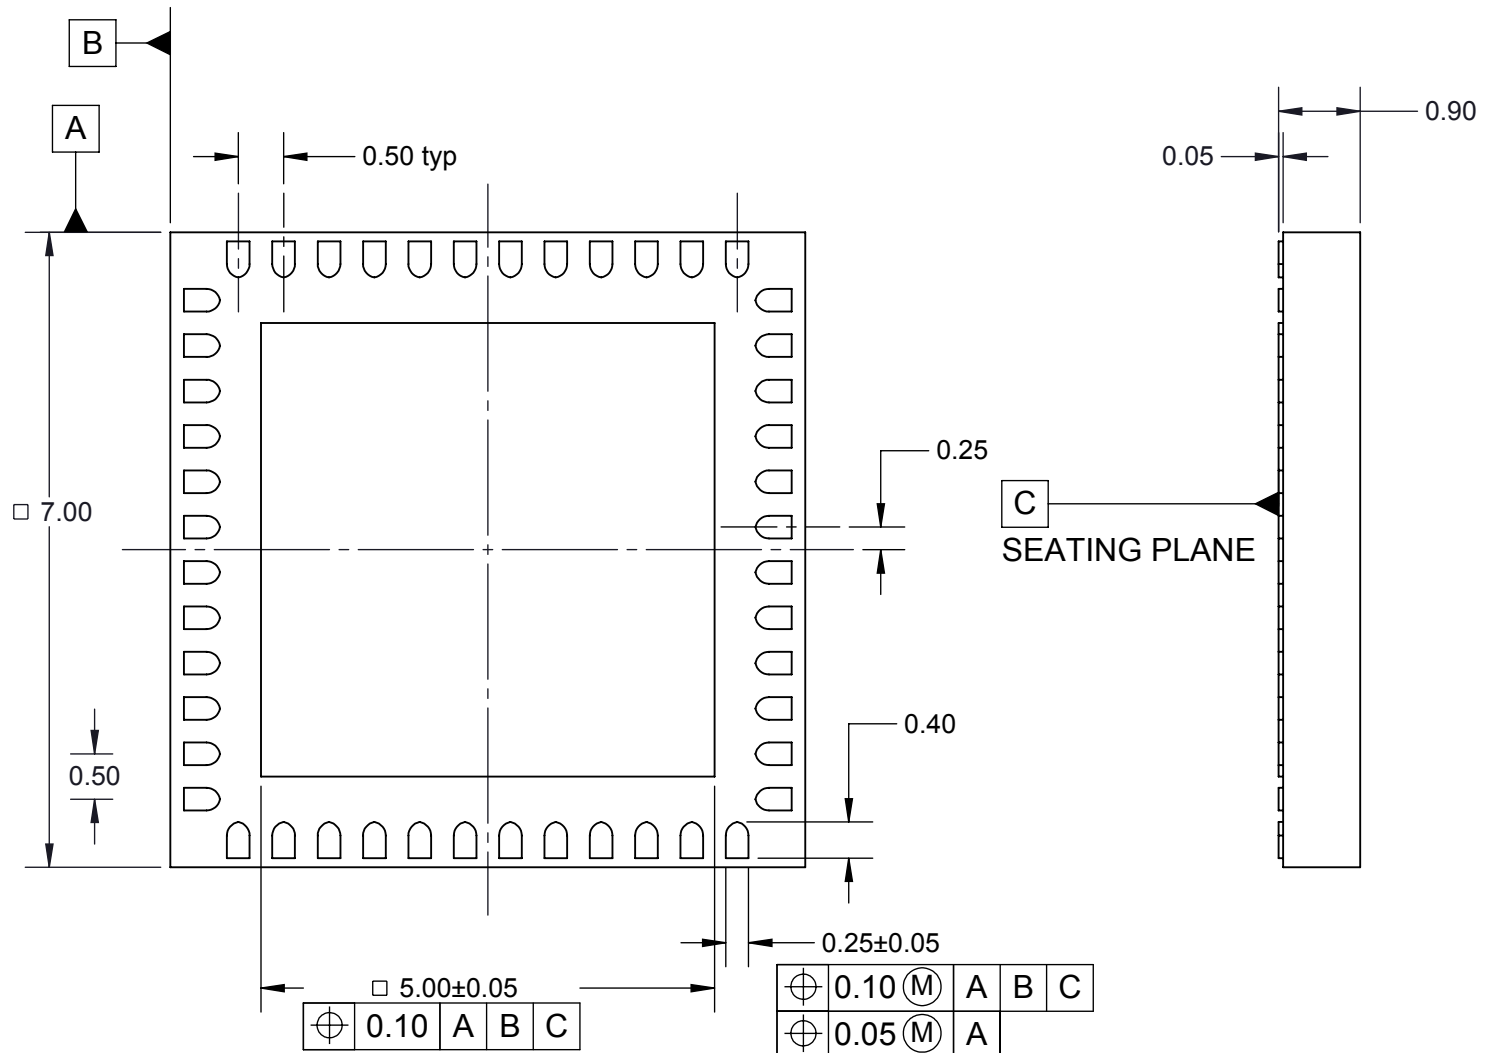 B
A
0.50 typ
0.90
0.05
0.25
□ 7.00
C
SEATING PLANE
0.40
0.50
0.25±0.05
□ 5.00±0.05
⌖ 0.10 Ⓜ A B C
⌖ 0.10 A B C
⌖ 0.05 Ⓜ A